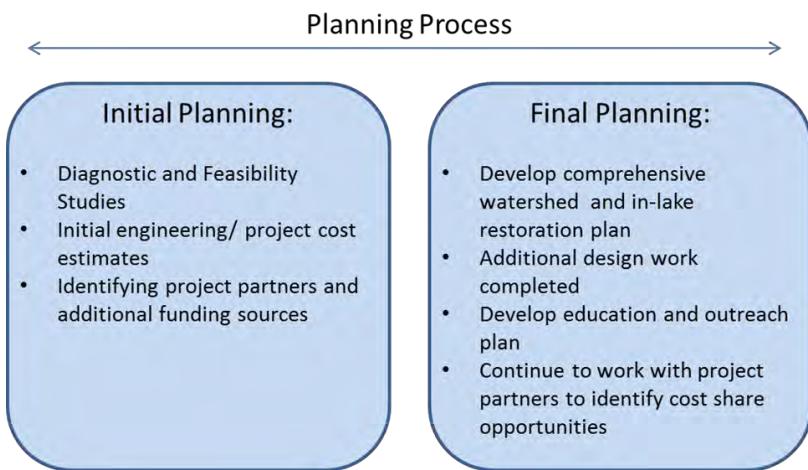 Planning Process
Initial Planning:
• Diagnostic and Feasibility
Studies
• Initial engineering/ project cost
estimates
• Identifying project partners and
additional funding sources
Final Planning:
• Develop comprehensive
watershed and in-lake
restoration plan
• Additional design work
completed
• Develop education and outreach
plan
• Continue to work with project
partners to identify cost share
opportunities